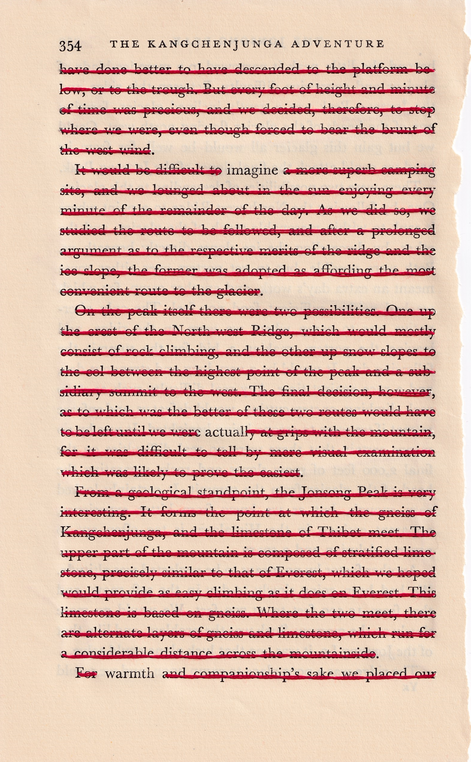 354 THE KANGCHENJUNGA ADVENTURE
have done better to have descended to the platform be-
low, or to the trough. But every foot of height and minute
of time was precious, and we decided, therefore, to stop
where we were, even though forced to bear the brunt of
the west wind.
It would be difficult to imagine a more superb camping
site, and we lounged about in the sun enjoying every
minute of the remainder of the day. As we did so, we
studied the route to be followed, and after a prolonged
argument as to the respective merits of the ridge and the
ice slope, the former was adopted as affording the most
convenient route to the glacier.
On the peak itself there were two possibilities. One up
the crest of the North-west Ridge, which would mostly
consist of rock climbing, and the other up snow slopes to
the col between the highest point of the peak and a sub-
sidiary summit to the west. The final decision, however,
as to which was the better of these two routes would have
to be left until we were actually at grips with the mountain,
for it was difficult to tell by mere visual examination
which was likely to prove the easiest.
From a geological standpoint, the Jonsong Peak is very
interesting. It forms the point at which the gneiss of
Kangchenjunga, and the limestone of Thibet meet. The
upper part of the mountain is composed of stratified lime-
stone, precisely similar to that of Everest, which we hoped
would provide as easy climbing as it does on Everest. This
limestone is based on gneiss. Where the two meet, there
are alternate layers of gneiss and limestone, which run for
a considerable distance across the mountainside.
For warmth and companionship's sake we placed our